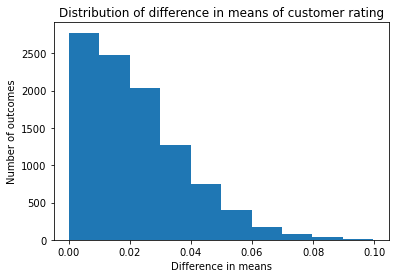 Distribution of difference in means of customer rating
Number of outcomes
2500
2000
1500
1000
500
0
0.00 0.02 0.04 0.06 0.08 0.10
Difference in means